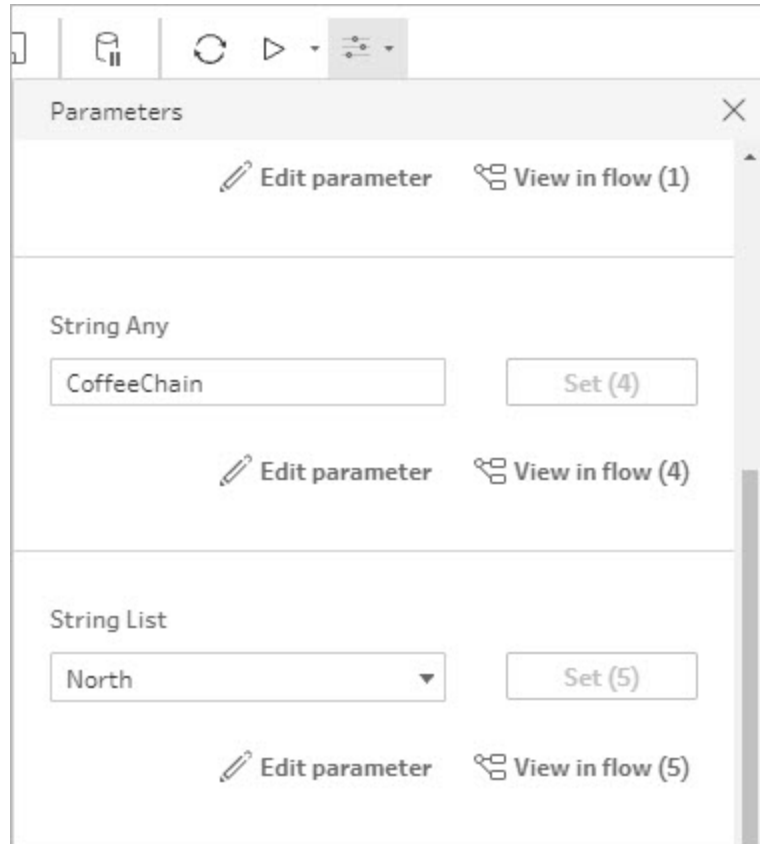 Parameters
Edit parameter View in flow (1)
String Any
CoffeeChain Set (4)
Edit parameter View in flow (4)
String List
North Set (5)
Edit parameter View in flow (5)